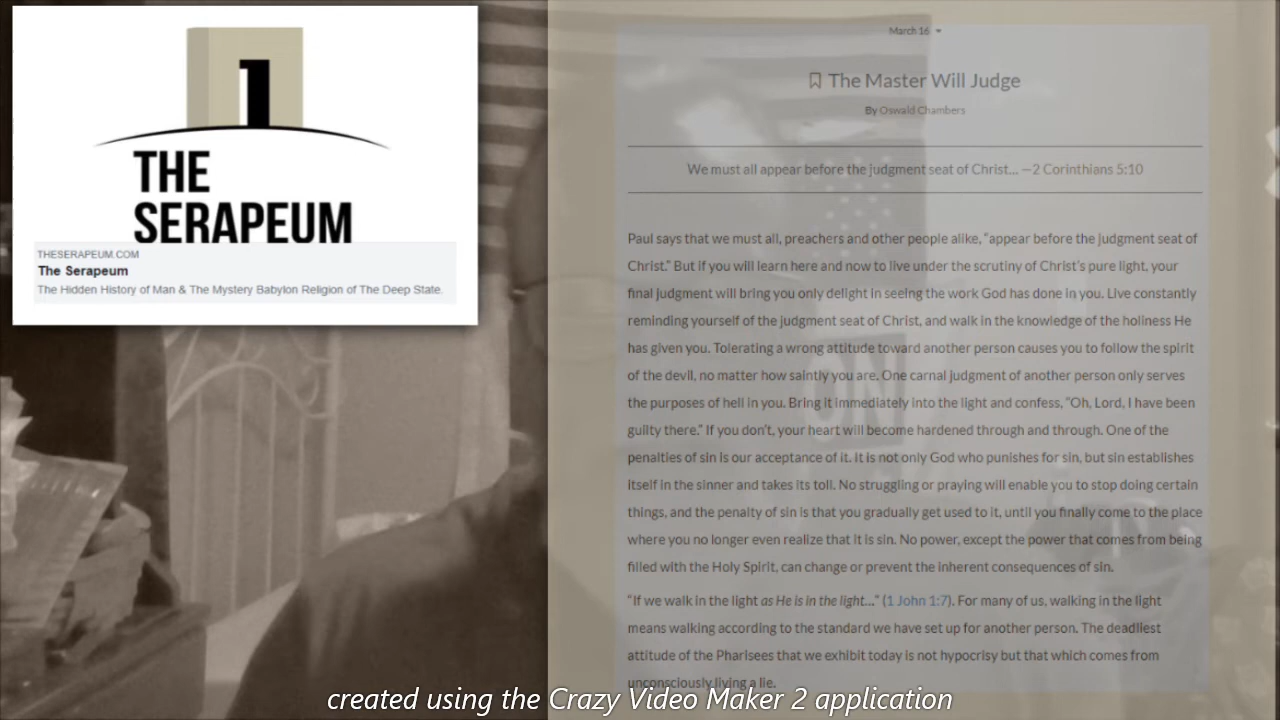 1
THE
SERAPEUM
THESERAPEUM.COM
The Serapeum
The Hidden History of Man & The Mystery Babylon Religion of The Deep State.
March 16
The Master Will Judge
By Oswald Chambers
We must all appear before the judgment seat of Christ... —2 Corinthians 5:10
Paul says that we must all, preachers and other people alike, "appear before the judgment seat of
Christ." But if you will learn here and now to live under the scrutiny of Christ's pure light, your
final judgment will bring you only delight in seeing the work God has done in you. Live constantly
reminding yourself of the judgment seat of Christ, and walk in the knowledge of the holiness He
has given you. Tolerating a wrong attitude toward another person causes you to follow the spirit
of the devil, no matter how saintly you are. One carnal judgment of another person only serves
the purposes of hell in you. Bring it immediately into the light and confess, "Oh, Lord, I have been
guilty there." If you don't, your heart will become hardened through and through. One of the
penalties of sin is our acceptance of it. It is not only God who punishes for sin, but sin establishes
itself in the sinner and takes its toll. No struggling or praying will enable you to stop doing certain
things, and the penalty of sin is that you gradually get used to it, until you finally come to the place
where you no longer even realize that it is sin. No power, except the power that comes from being
filled with the Holy Spirit, can change or prevent the inherent consequences of sin.
"If we walk in the light as He is in the light..." (1 John 1:7). For many of us, walking in the light
means walking according to the standard we have set up for another person. The deadliest
attitude of the Pharisees that we exhibit today is not hypocrisy but that which comes from
unconsciously living a lie.
created using the Crazy Video Maker 2 application